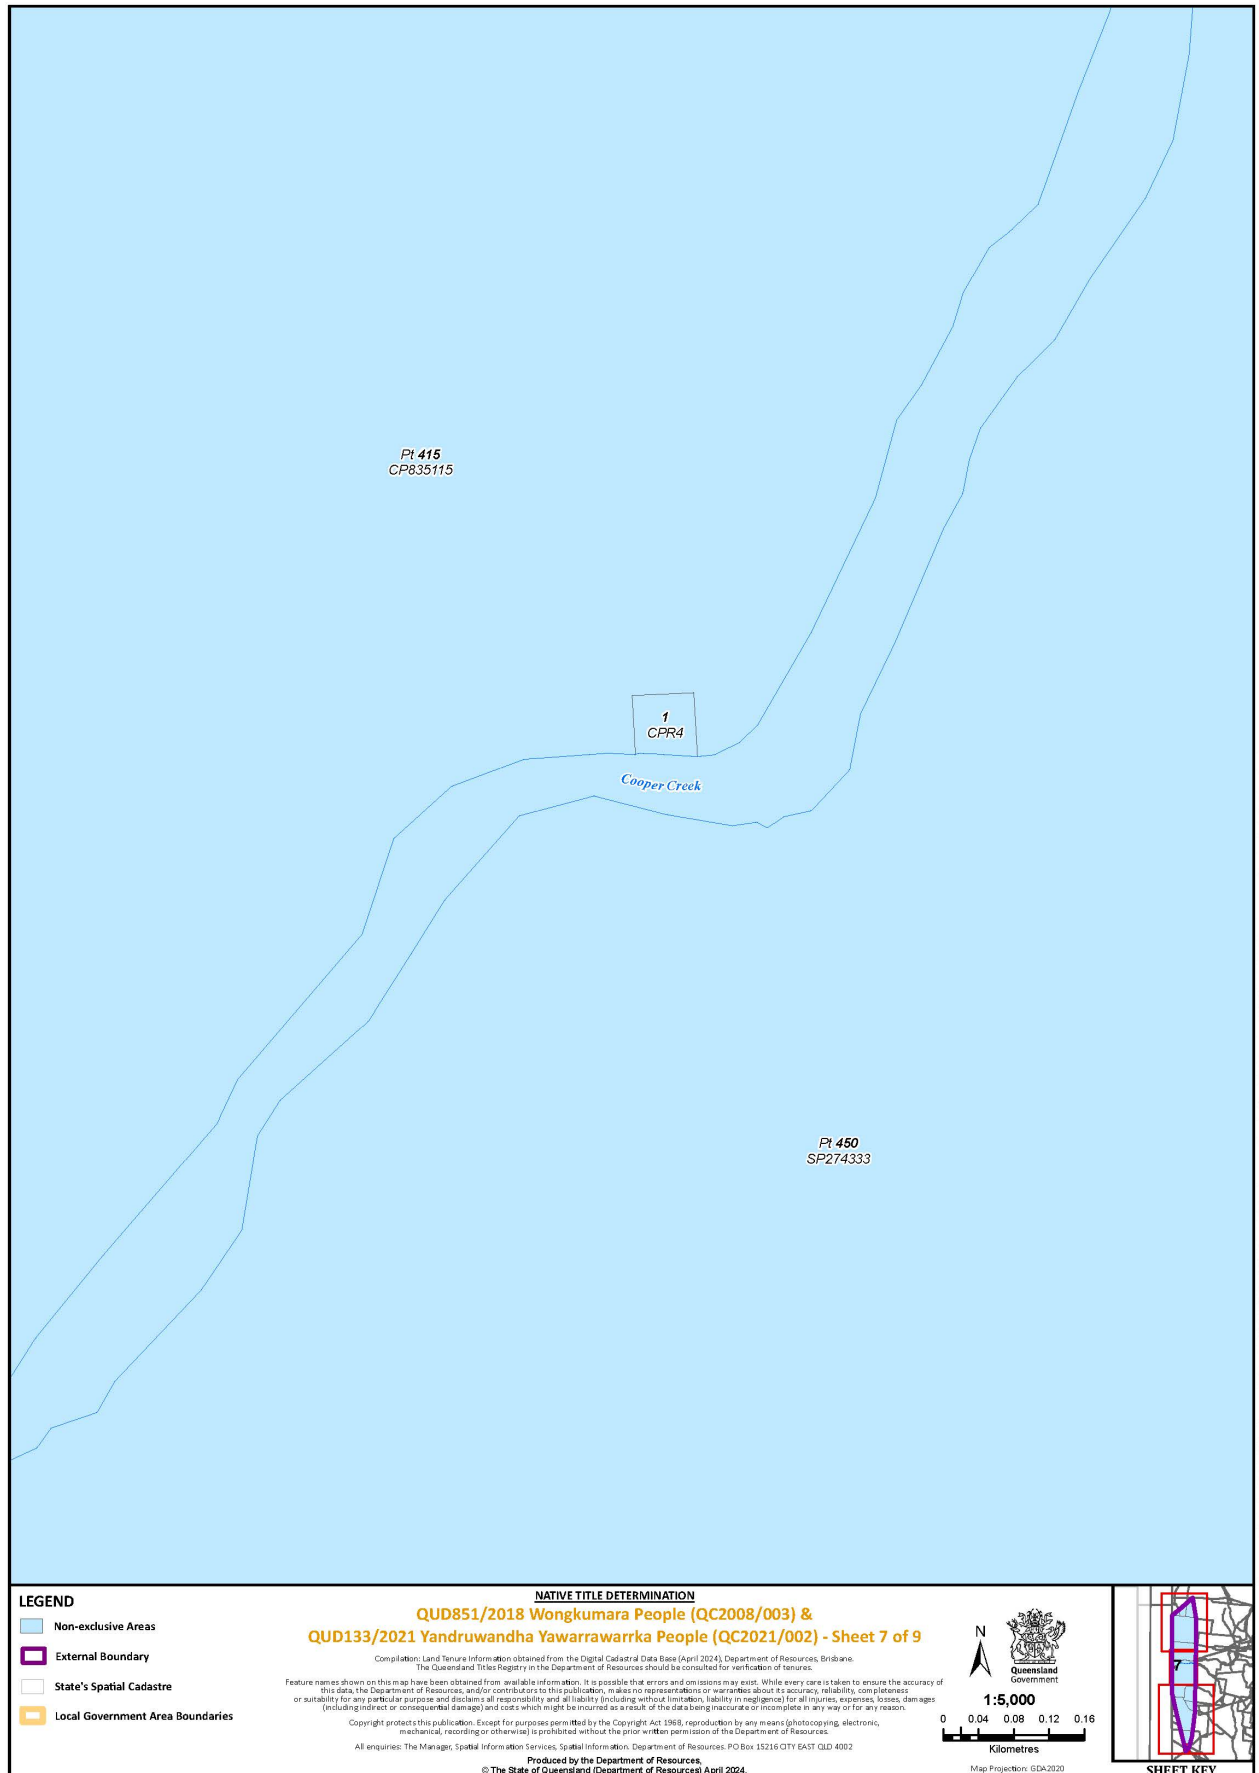 Pt 415
CP835115
1
CPR4
Cooper Creek
Pt 450
SP274333
LEGEND
Non-exclusive Areas
External Boundary
State's Spatial Cadastre
Local Government Area Boundaries
NATIVE TITLE DETERMINATION
QUD851/2018 Wongkumara People (QC2008/003) &
QUD133/2021 Yandruwandha Yawarrawarrka People (QC2021/002) - Sheet 7 of 9
Compilation: Land Tenure Information obtained from the Digital Cadastral Data Base (April 2024), Department of Resources, Brisbane.
The Queensland Titles Registry in the Department of Resources should be consulted for verification of tenures.
Feature names shown on this map have been obtained from available information. It is possible that errors and omissions may exist. While every care is taken to ensure the accuracy of
this data, the Department of Resources, and/or contributors to this publication, makes no representations or warranties about its accuracy, reliability, completeness
or suitability for any particular purpose and disclaims all responsibility and all liability (including without limitation, liability in negligence) for all injuries, expenses, losses, damages
(including indirect or consequential damage) and costs which might be incurred as a result of the data being inaccurate or incomplete in any way or for any reason.
Copyright protects this publication. Except for purposes permitted by the Copyright Act 1968, reproduction by any means (photocopying, electronic,
mechanical, recording or otherwise) is prohibited without the prior written permission of the Department of Resources.
All enquiries: The Manager, Spatial Information Services, Spatial Information. Department of Resources. PO Box 15216 CITY EAST QLD 4002
Produced by the Department of Resources,
© The State of Queensland (Department of Resources) April 2024.
N
Queensland
Government
1:5,000
0 0.04 0.08 0.12 0.16
Kilometres
Map Projection: GDA2020
7
SHEET KEY